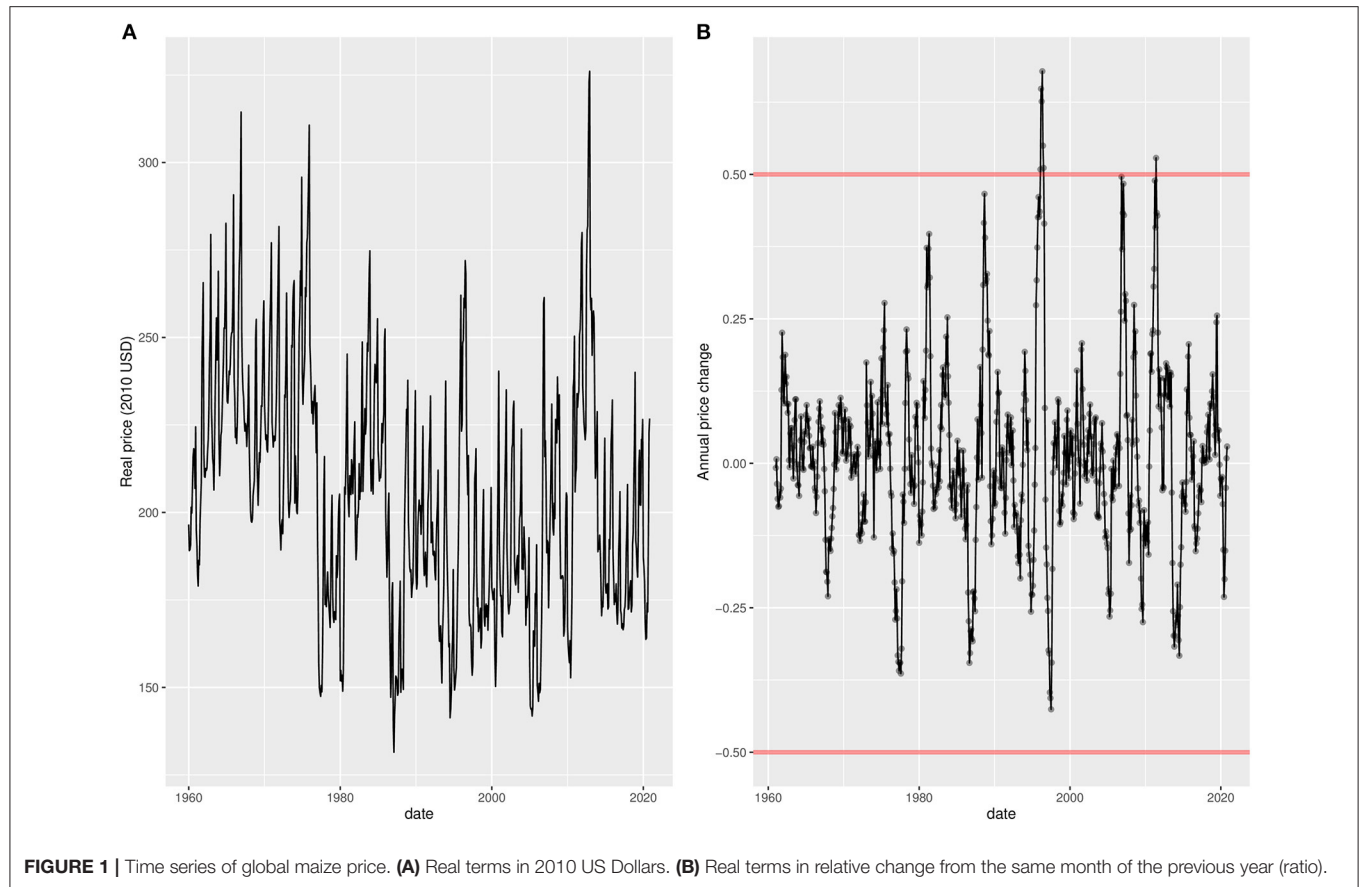 A
Real price (2010 USD)
300
250
200
150
1960
1980
2000
2020
date
B
Annual price change
0.50
0.25
0.00
−0.25
−0.50
1960
1980
2000
2020
date
FIGURE 1 | Time series of global maize price. (A) Real terms in 2010 US Dollars. (B) Real terms in relative change from the same month of the previous year (ratio).